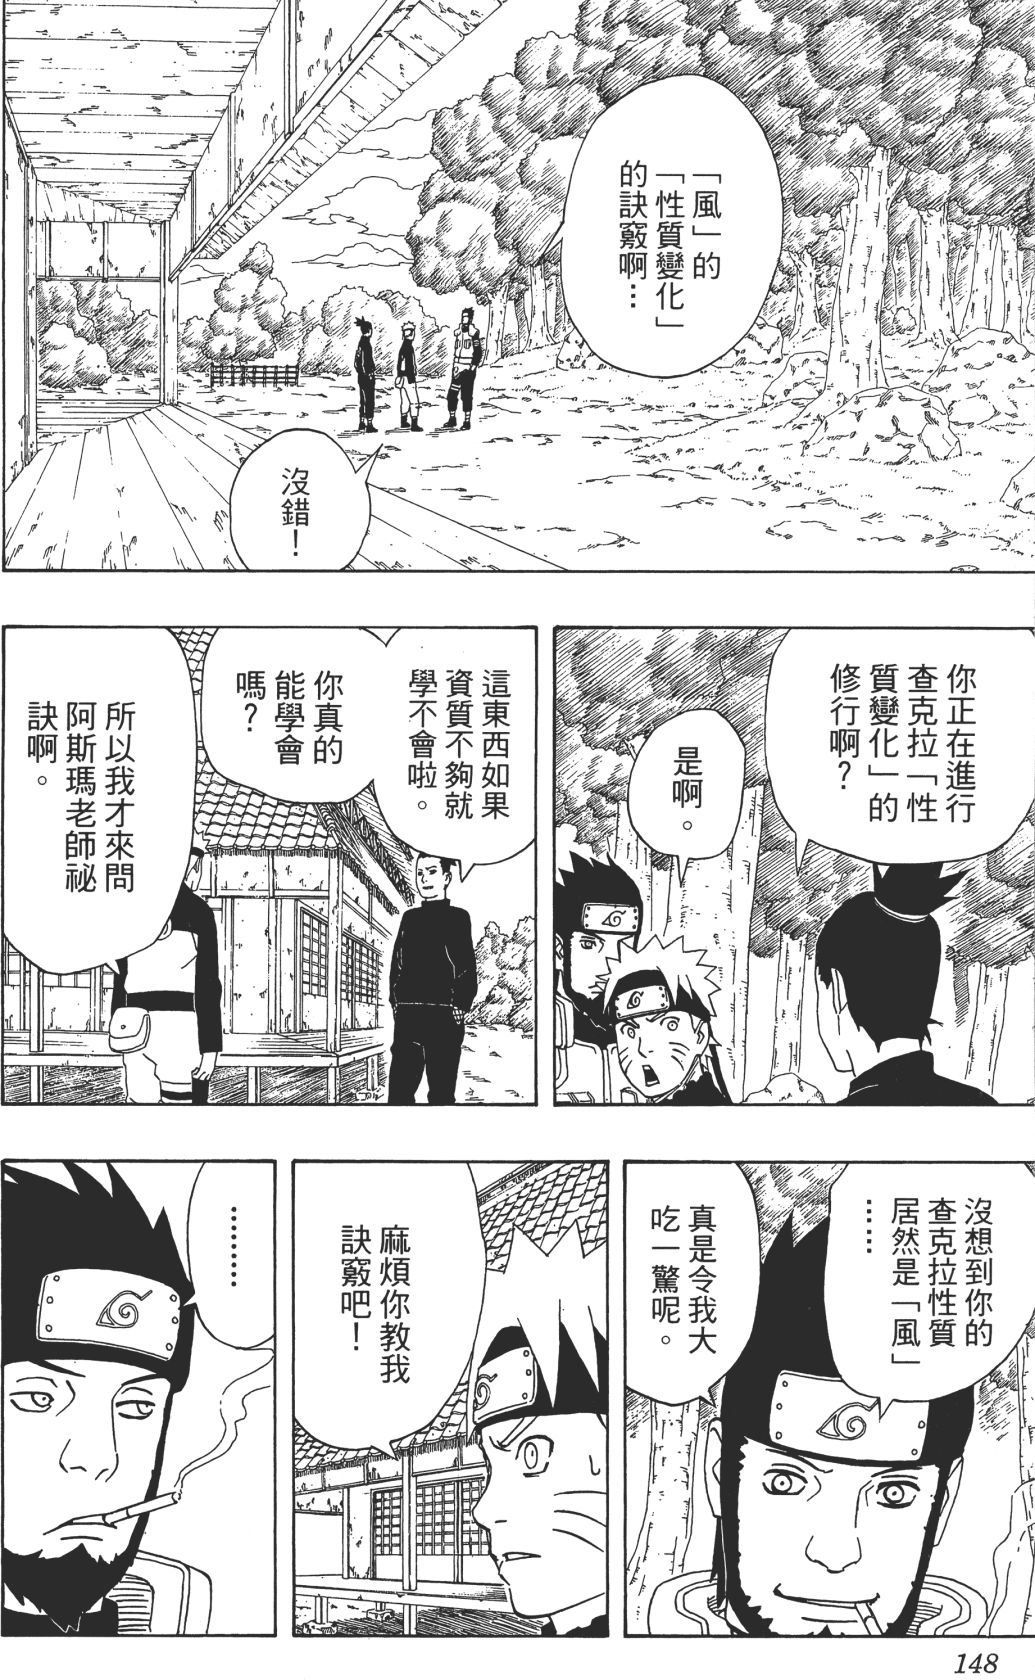 「風」的
「性質變化」
的訣竅啊…
沒錯！
你正在進行
查克拉「性
質變化」的
修行啊？
是啊。
這東西如果
資質不夠就
學不會啦。
你真的
能學會
嗎？
所以我才來問
阿斯瑪老師祕
訣啊。
沒想到你的
查克拉性質
居然是「風」
……
真是令我大
吃一驚呢。
麻煩你教我
訣竅吧！
………
148